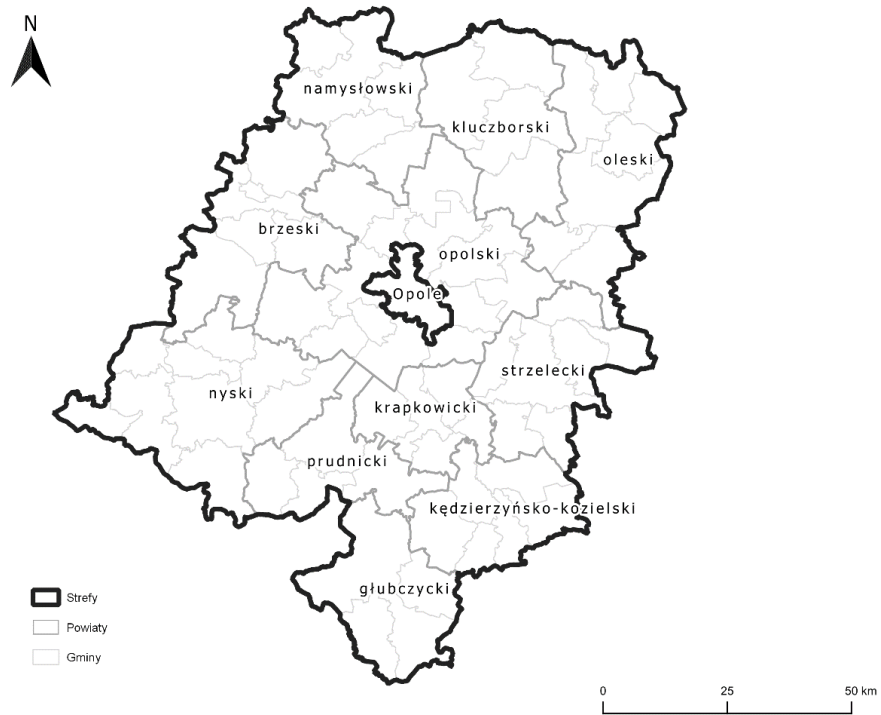 N
namysłowski
kluczborski
oleski
brzeski
opolski
Opole
strzelecki
nyski
krapkowicki
prudnicki
kędzierzyńsko-kozielski
głubczycki
Strefy
Powiaty
Gminy
0 25 50 km